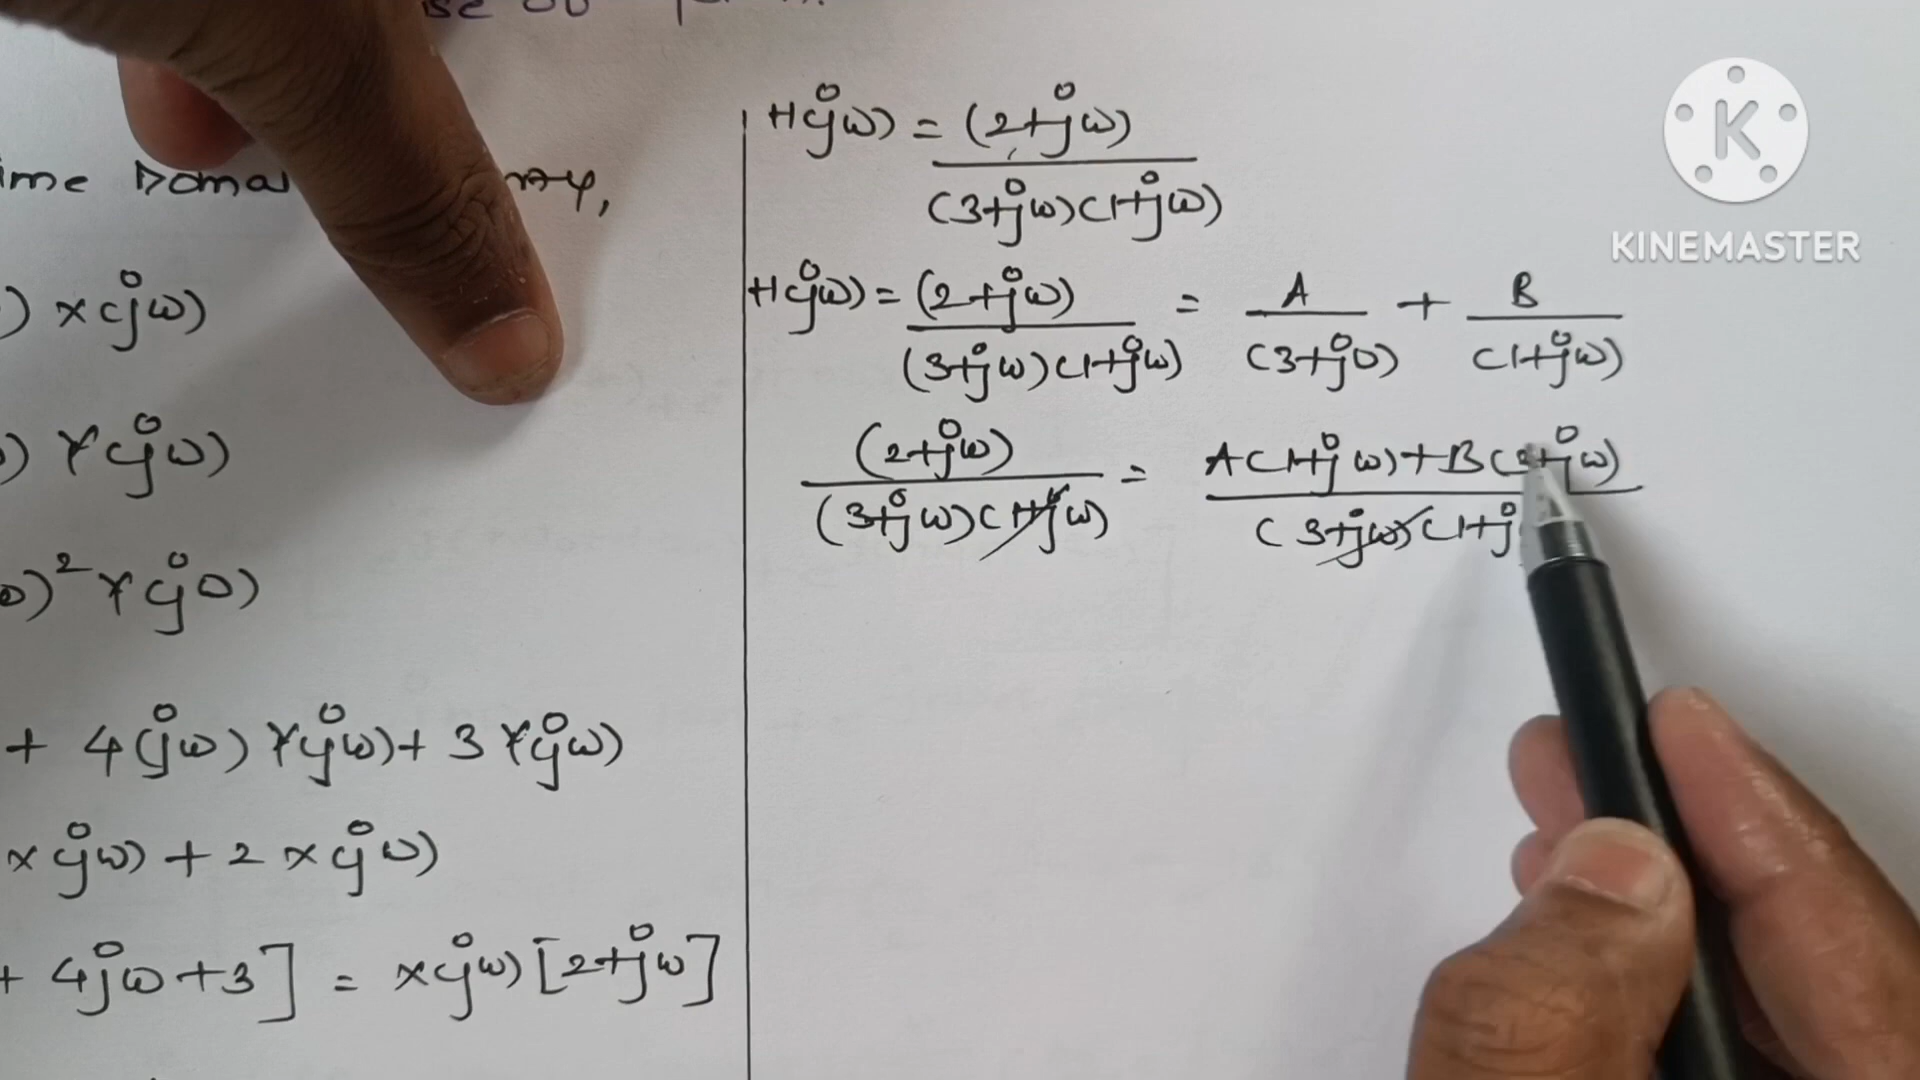 ime Domai
) x(jω)
) Y(jω)
)² Y(jω)
+ 4(jω) Y(jω) + 3 Y(jω)
x(jω) + 2 x(jω)
+ 4jω + 3] = x(jω) [2+jω]
H(jω) = (2+jω)
(3+jω)(1+jω)
H(jω) = (2+jω) = A + B
(3+jω)(1+jω) (3+jω) (1+jω)
(2+jω) = A(1+jω) + B(3+jω)
(3+jω)(1+jω) (3+jω)(1+j
K
KINEMASTER